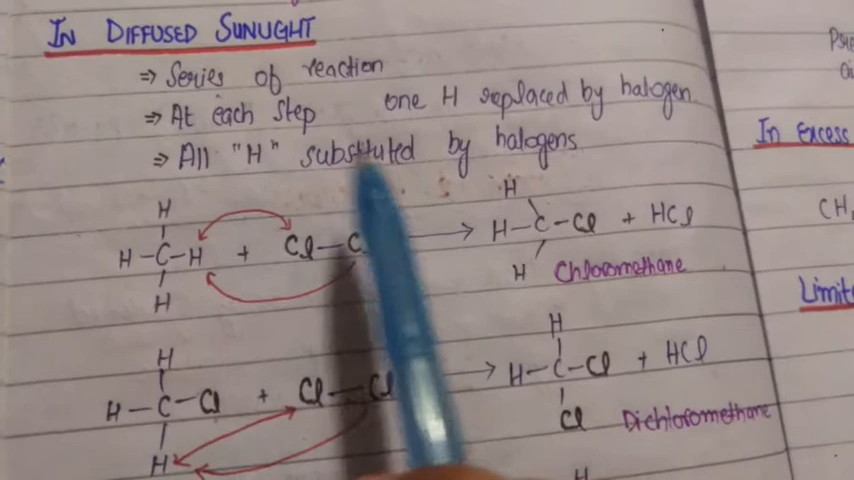 IN DIFFUSED SUNLIGHT
⇒ Series of reaction
⇒ At each step one H replaced by halogen
⇒ All "H" substituted by halogens
H
H–C–H + Cl–C → H–C–Cl + HCl
H
H
H
Chloromethane
H
H–C–Cl + Cl–Cl → H–C–Cl + HCl
H
H
Cl
Dichloromethane
H
In Excess
CH
Limit